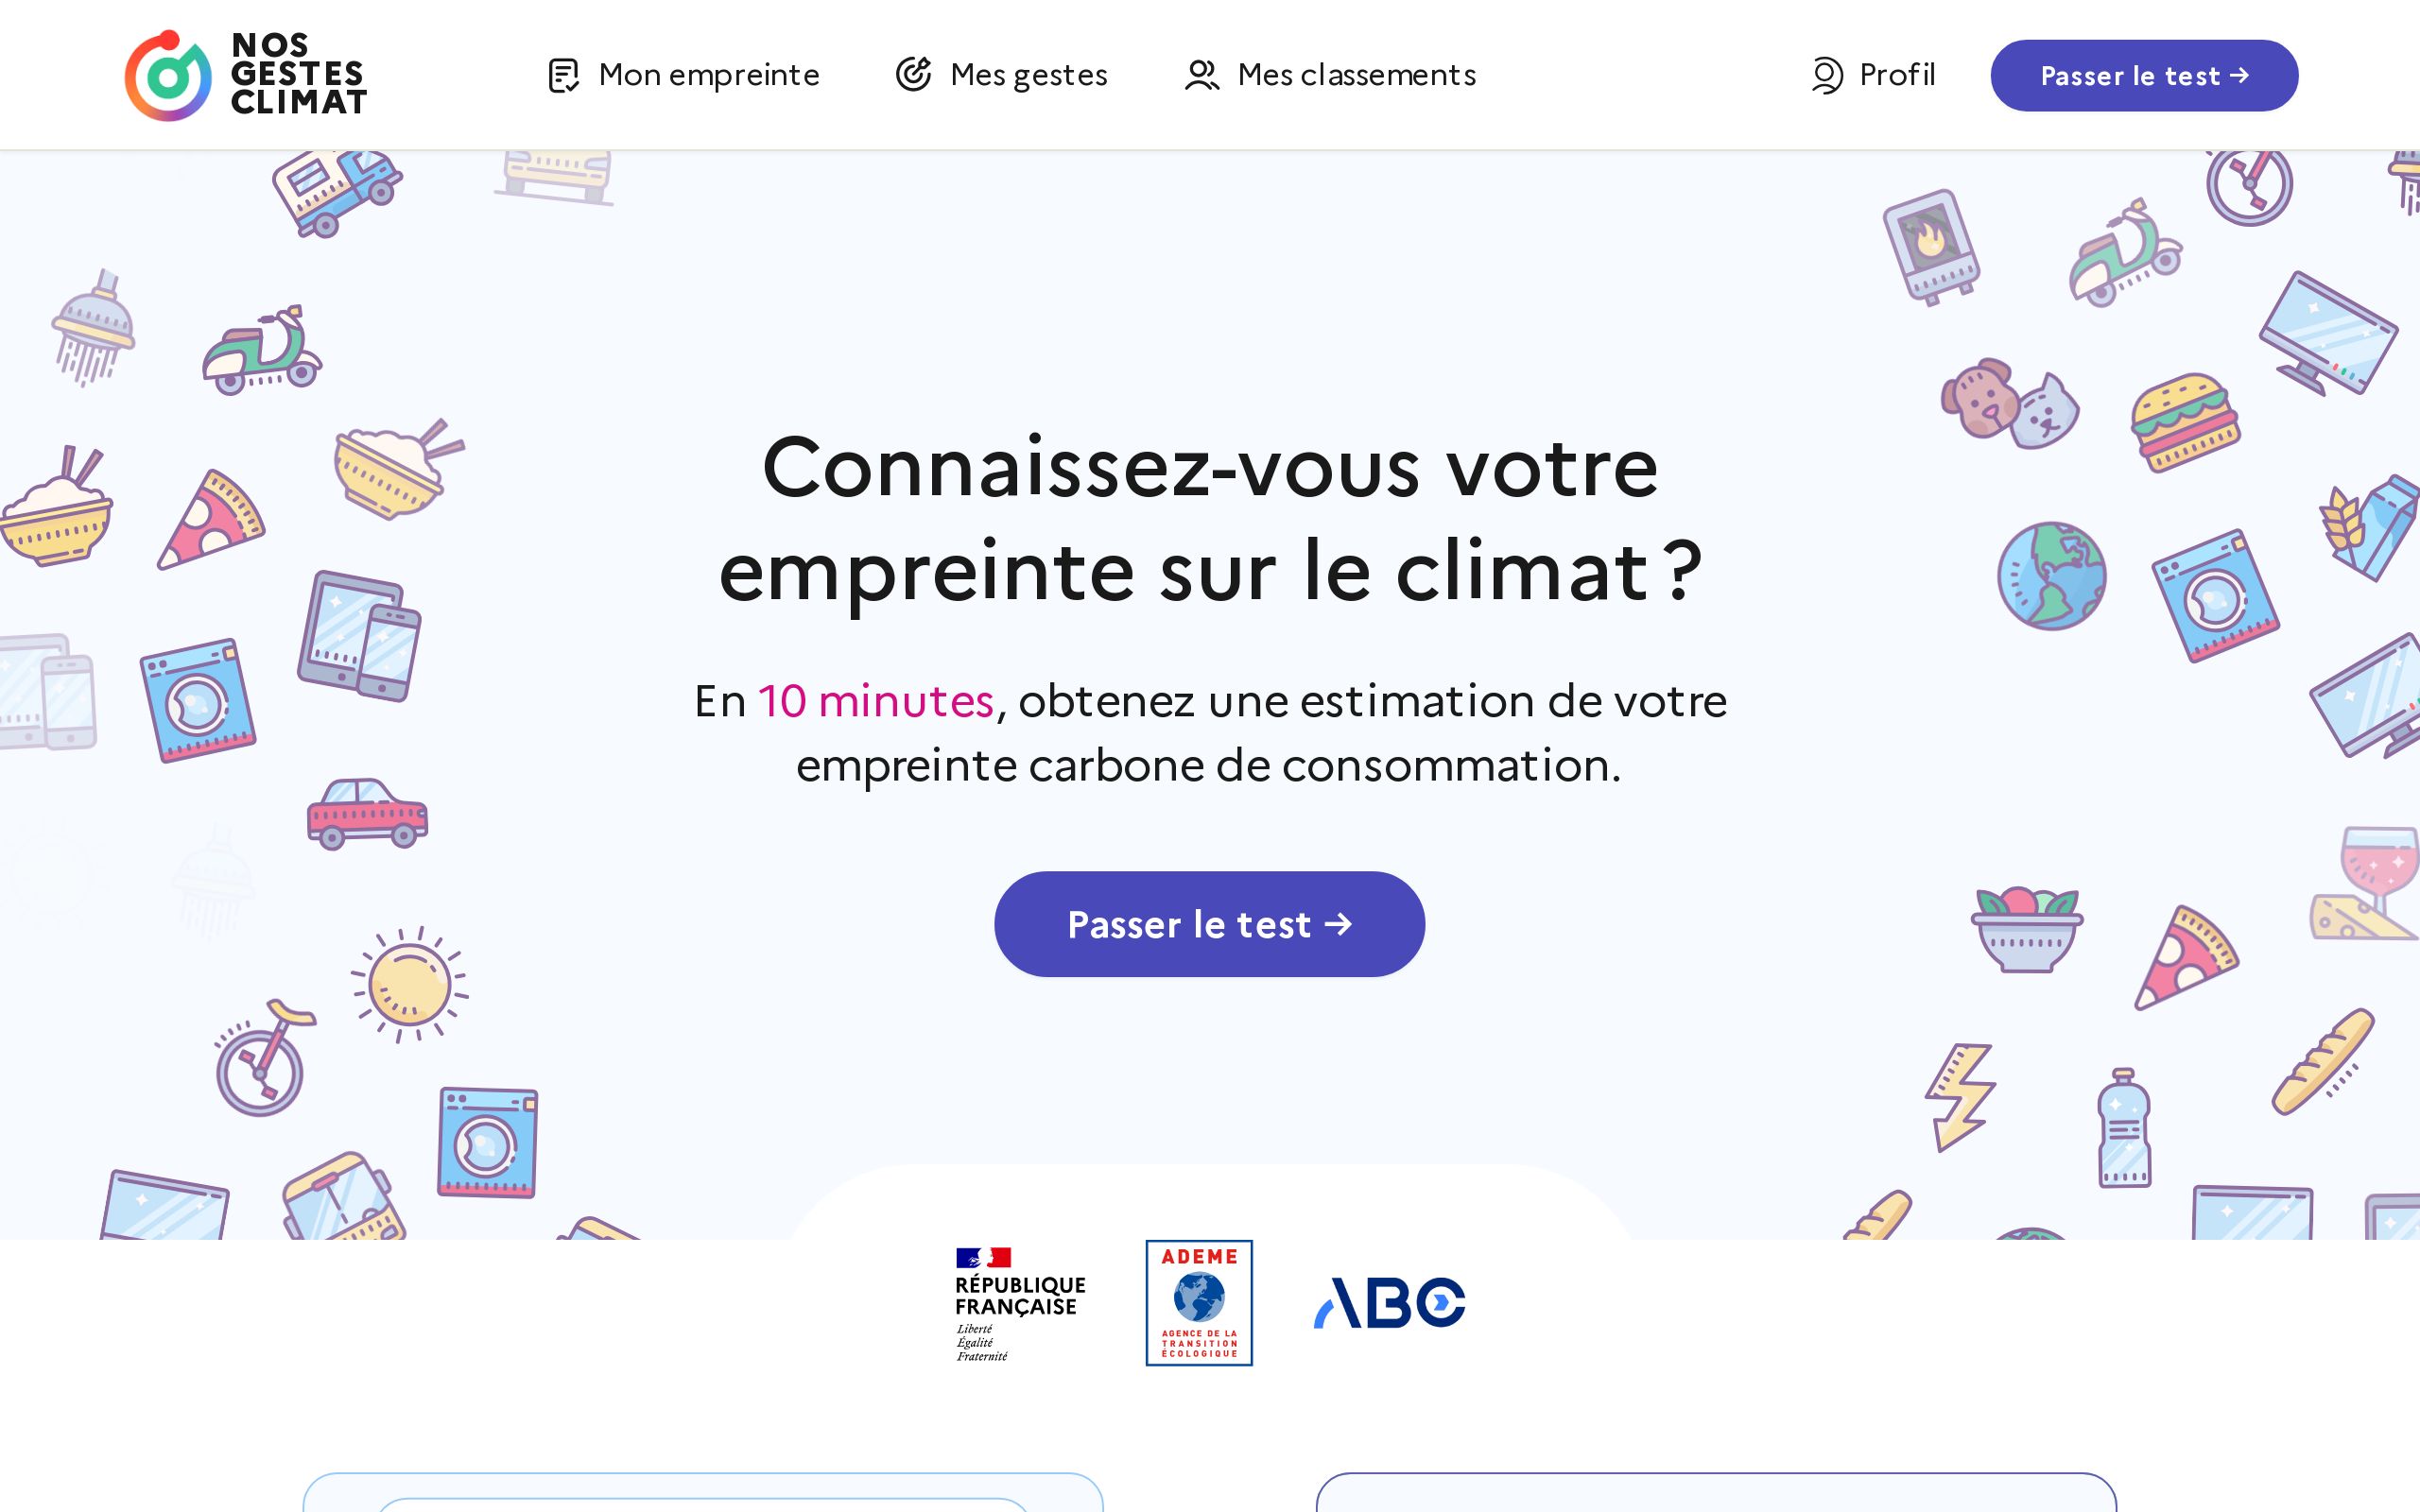 NOS
GESTES
CLIMAT
Mon empreinte
Mes gestes
Mes classements
Profil
Passer le test →
Connaissez-vous votre
empreinte sur le climat ?
En 10 minutes, obtenez une estimation de votre
empreinte carbone de consommation.
Passer le test →
RÉPUBLIQUE
FRANÇAISE
Liberté
Égalité
Fraternité
ADEME
AGENCE DE LA
TRANSITION
ÉCOLOGIQUE
ABC